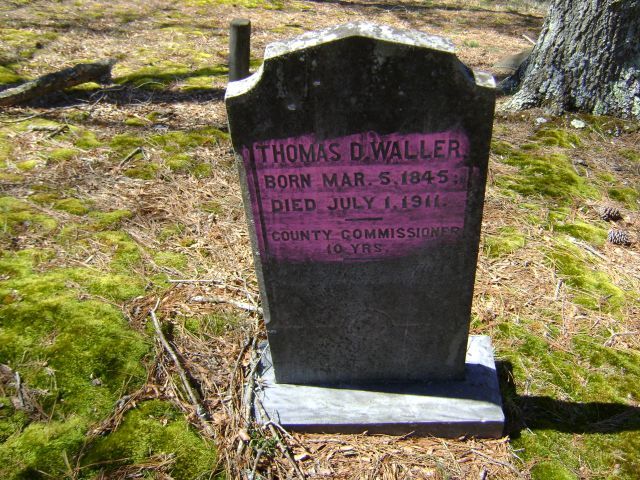 THOMAS D. WALLER.
BORN MAR. 5, 1845;
DIED JULY 1, 1911.
COUNTY COMMISSIONER
10 YRS.